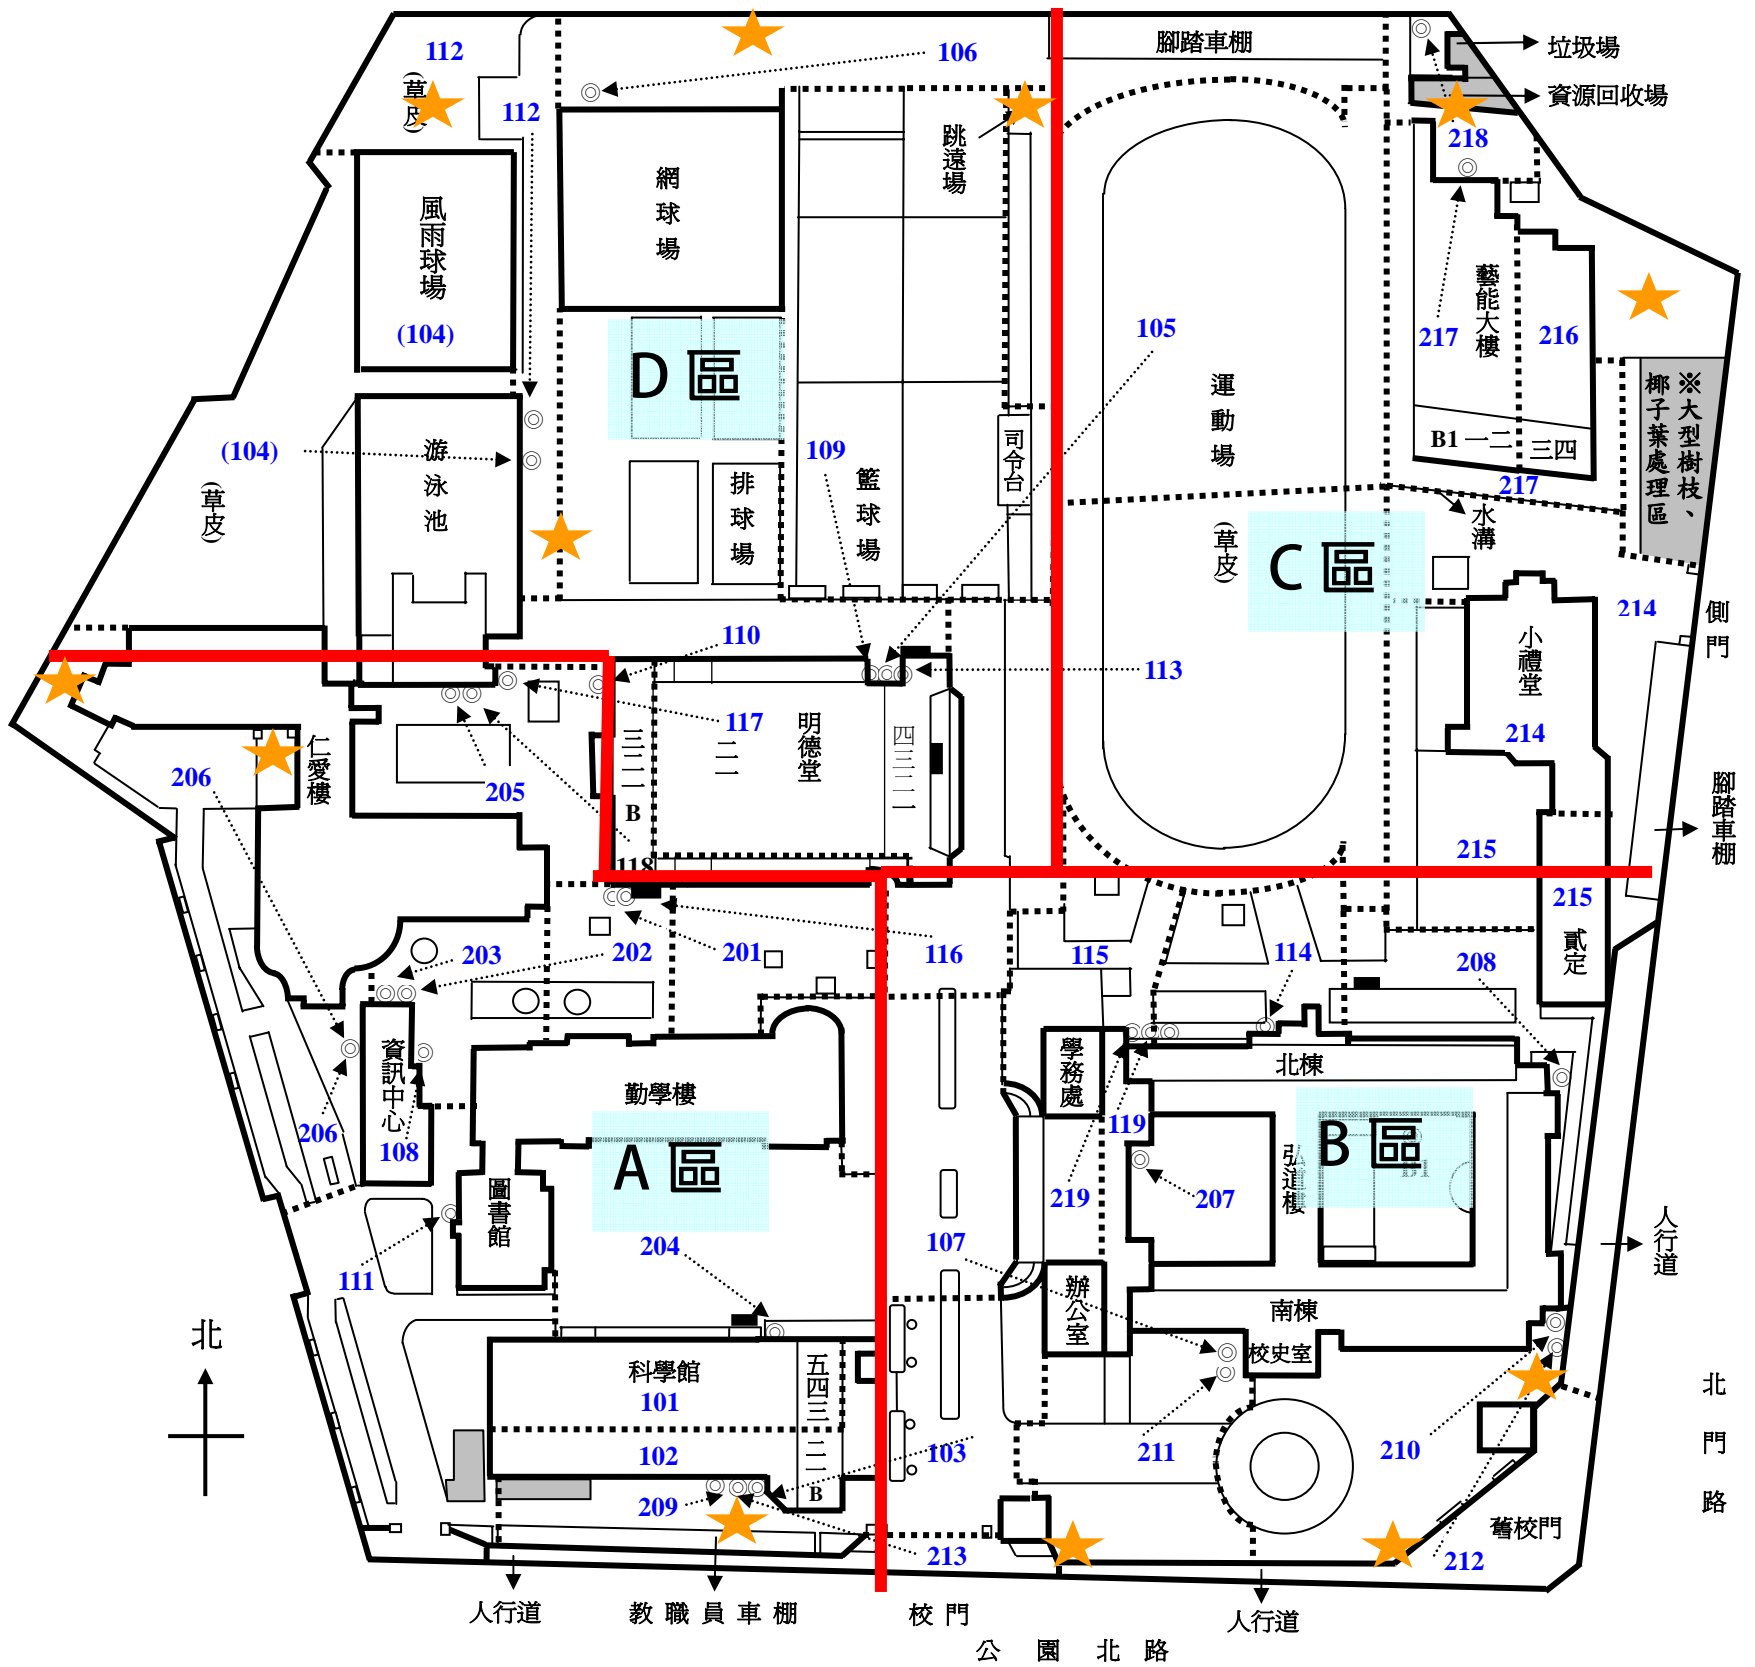 112
106
腳踏車棚
垃圾場
(草皮)
112
資源回收場
跳遠場
218
網球場
風雨球場
藝能大樓
(104)
105
217
216
D 區
運動場
※大型樹枝、
椰子葉處理區
(104)
游泳池
109
司令台
B1 一二
三四
籃球場
排球場
217
(草皮)
水溝
(草皮)
C 區
214
側門
小禮堂
110
113
117
明德堂
214
仁愛樓
三二一
B
二一
四三二一
206
205
腳踏車棚
118
215
215
貳定
203
202
201
116
115
114
208
資訊中心
學務處
北棟
勤學樓
206
108
119
A 區
B 區
弘道樓
圖書館
219
207
204
107
人行道
111
辦公室
南棟
北
校史室
科學館
五四三
二一
B
101
102
103
211
210
北門路
209
213
212
舊校門
人行道
教職員車棚
校門
人行道
公園北路